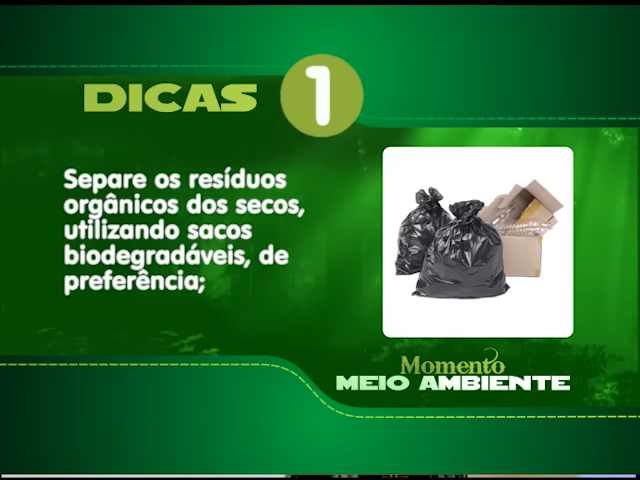 DICAS 1
Separe os resíduos
orgânicos dos secos,
utilizando sacos
biodegradáveis, de
preferência;
Momento
MEIO AMBIENTE